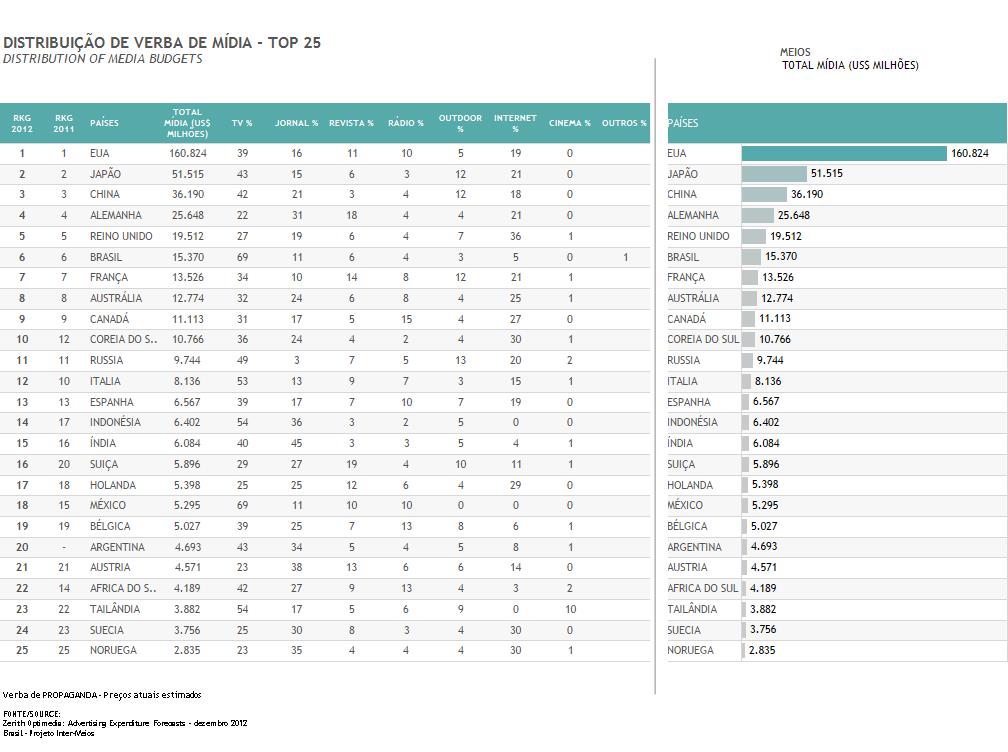 DISTRIBUIÇÃO DE VERBA DE MÍDIA - TOP 25
DISTRIBUTION OF MEDIA BUDGETS
MEIOS
TOTAL MÍDIA (US$ MILHÕES)
RKG 2012 RKG 2011 PAÍSES TOTAL MÍDIA (US$ MILHÕES) TV % JORNAL % REVISTA % RÁDIO % OUTDOOR % INTERNET % CINEMA % OUTROS %
1 1 EUA 160.824 39 16 11 10 5 19 0
2 2 JAPÃO 51.515 43 15 6 3 12 21 0
3 3 CHINA 36.190 42 21 3 4 12 18 0
4 4 ALEMANHA 25.648 22 31 18 4 4 21 0
5 5 REINO UNIDO 19.512 27 19 6 4 7 36 1
6 6 BRASIL 15.370 69 11 6 4 3 5 0 1
7 7 FRANÇA 13.526 34 10 14 8 12 21 1
8 8 AUSTRÁLIA 12.774 32 24 6 8 4 25 1
9 9 CANADÁ 11.113 31 17 5 15 4 27 0
10 12 COREIA DO S.. 10.766 36 24 4 2 4 30 1
11 11 RUSSIA 9.744 49 3 7 5 13 20 2
12 10 ITALIA 8.136 53 13 9 7 3 15 1
13 13 ESPANHA 6.567 39 17 7 10 7 19 0
14 17 INDONÉSIA 6.402 54 36 3 2 5 0 0
15 16 ÍNDIA 6.084 40 45 3 3 5 4 1
16 20 SUIÇA 5.896 29 27 19 4 10 11 1
17 18 HOLANDA 5.398 25 25 12 6 4 29 0
18 15 MÉXICO 5.295 69 11 10 10 0 0 0
19 19 BÉLGICA 5.027 39 25 7 13 8 6 1
20 - ARGENTINA 4.693 43 34 5 4 5 8 1
21 21 AUSTRIA 4.571 23 38 13 6 6 14 0
22 14 AFRICA DO S.. 4.189 42 27 9 13 4 3 2
23 22 TAILÂNDIA 3.882 54 17 5 6 9 0 10
24 23 SUECIA 3.756 25 30 8 3 4 30 0
25 25 NORUEGA 2.835 23 35 4 4 4 30 1
PAÍSES
EUA 160.824
JAPÃO 51.515
CHINA 36.190
ALEMANHA 25.648
REINO UNIDO 19.512
BRASIL 15.370
FRANÇA 13.526
AUSTRÁLIA 12.774
CANADÁ 11.113
COREIA DO SUL 10.766
RUSSIA 9.744
ITALIA 8.136
ESPANHA 6.567
INDONÉSIA 6.402
ÍNDIA 6.084
SUIÇA 5.896
HOLANDA 5.398
MÉXICO 5.295
BÉLGICA 5.027
ARGENTINA 4.693
AUSTRIA 4.571
AFRICA DO SUL 4.189
TAILÂNDIA 3.882
SUECIA 3.756
NORUEGA 2.835
Verba de PROPAGANDA - Preços atuais estimados
FONTE/SOURCE:
Zenith Optimedia: Advertising Expenditure Forecasts - dezembro 2012
Brasil - Projeto Inter-Meios